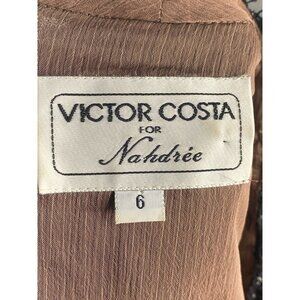 VICTOR COSTA
FOR
Nahdrée
6